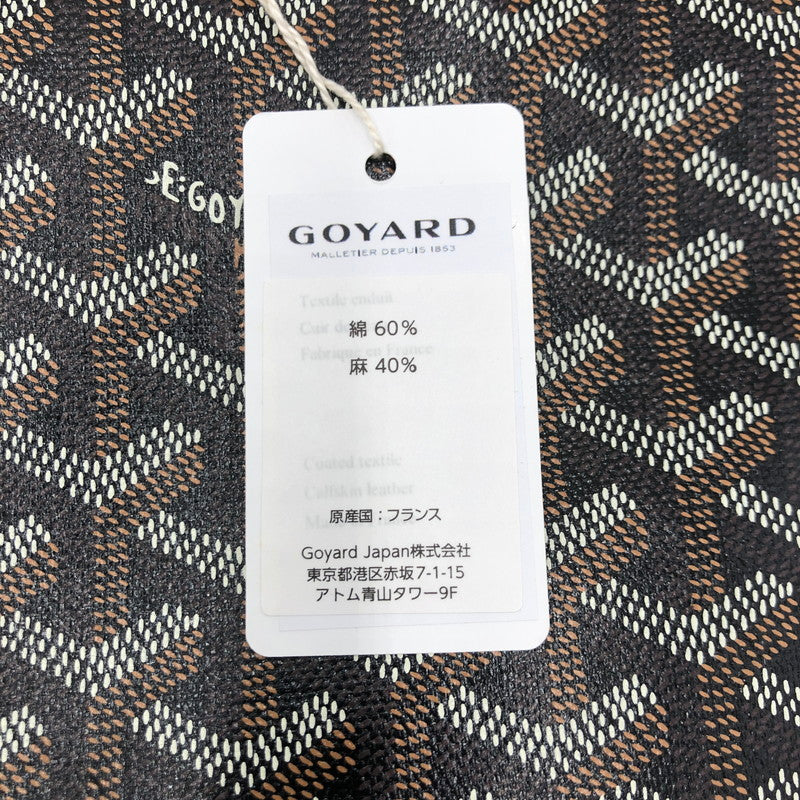 GOYARD
MALLETIER DEPUIS 1853
Textile enduit
Cuir de
綿 60%
Fabriqué en France
麻 40%
Coated textile
Calfskin leather
原産国：フランス
Goyard Japan株式会社
東京都港区赤坂7-1-15
アトム青山タワー9F